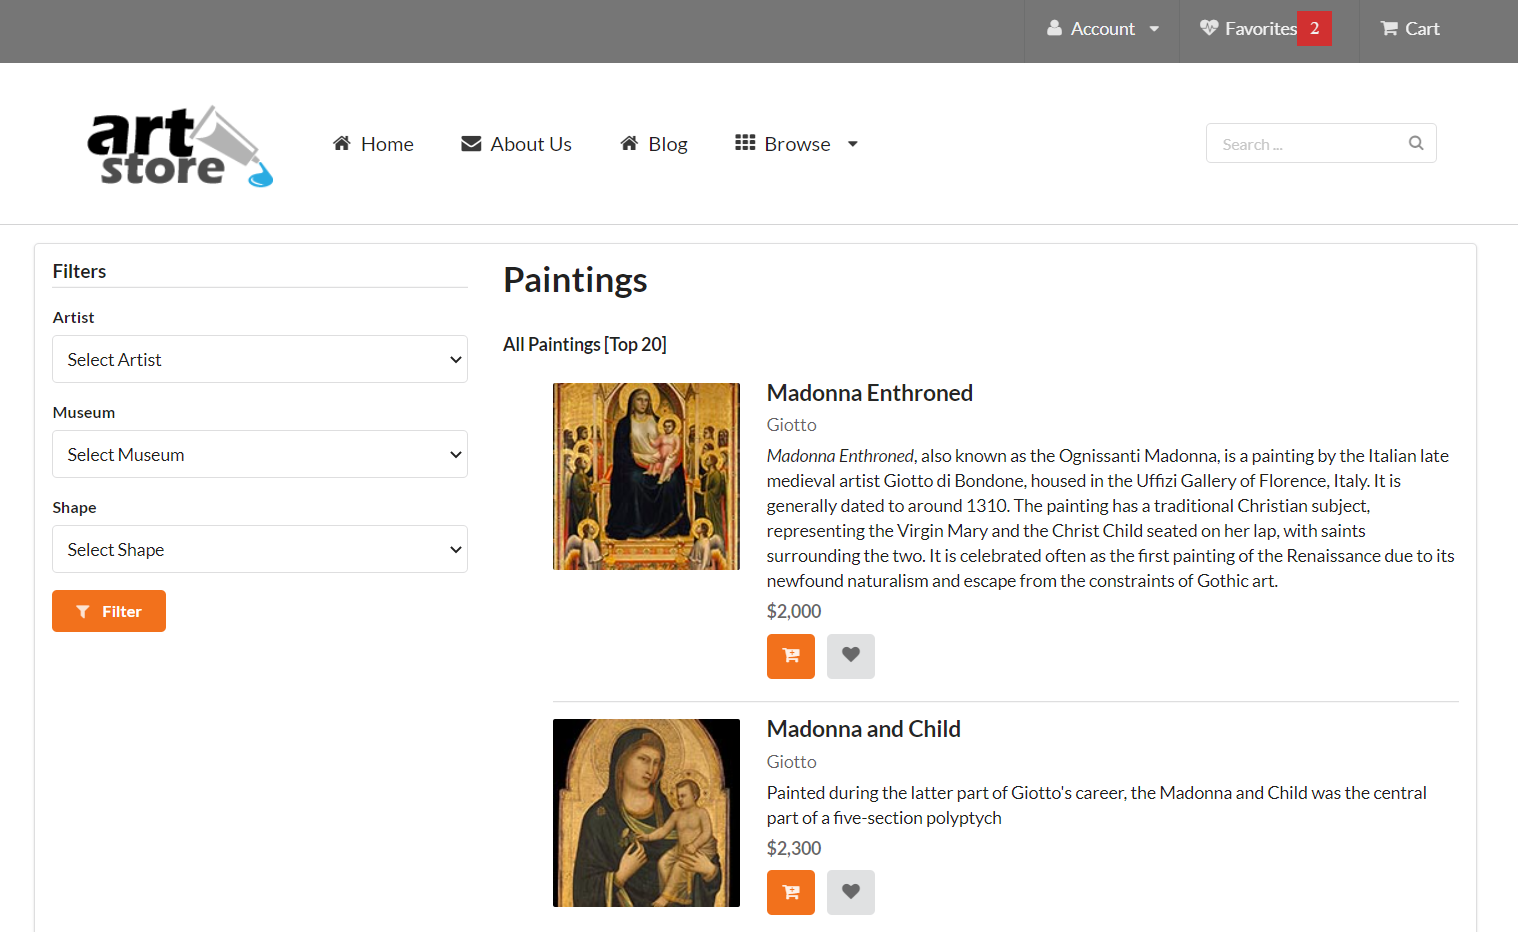 Account
Favorites 2
Cart
art
store
Home
About Us
Blog
Browse
Search ...
Filters
Artist
Select Artist
Museum
Select Museum
Shape
Select Shape
Filter
Paintings
All Paintings [Top 20]
Madonna Enthroned
Giotto
Madonna Enthroned, also known as the Ognissanti Madonna, is a painting by the Italian late
medieval artist Giotto di Bondone, housed in the Uffizi Gallery of Florence, Italy. It is
generally dated to around 1310. The painting has a traditional Christian subject,
representing the Virgin Mary and the Christ Child seated on her lap, with saints
surrounding the two. It is celebrated often as the first painting of the Renaissance due to its
newfound naturalism and escape from the constraints of Gothic art.
$2,000
Madonna and Child
Giotto
Painted during the latter part of Giotto's career, the Madonna and Child was the central
part of a five-section polyptych
$2,300